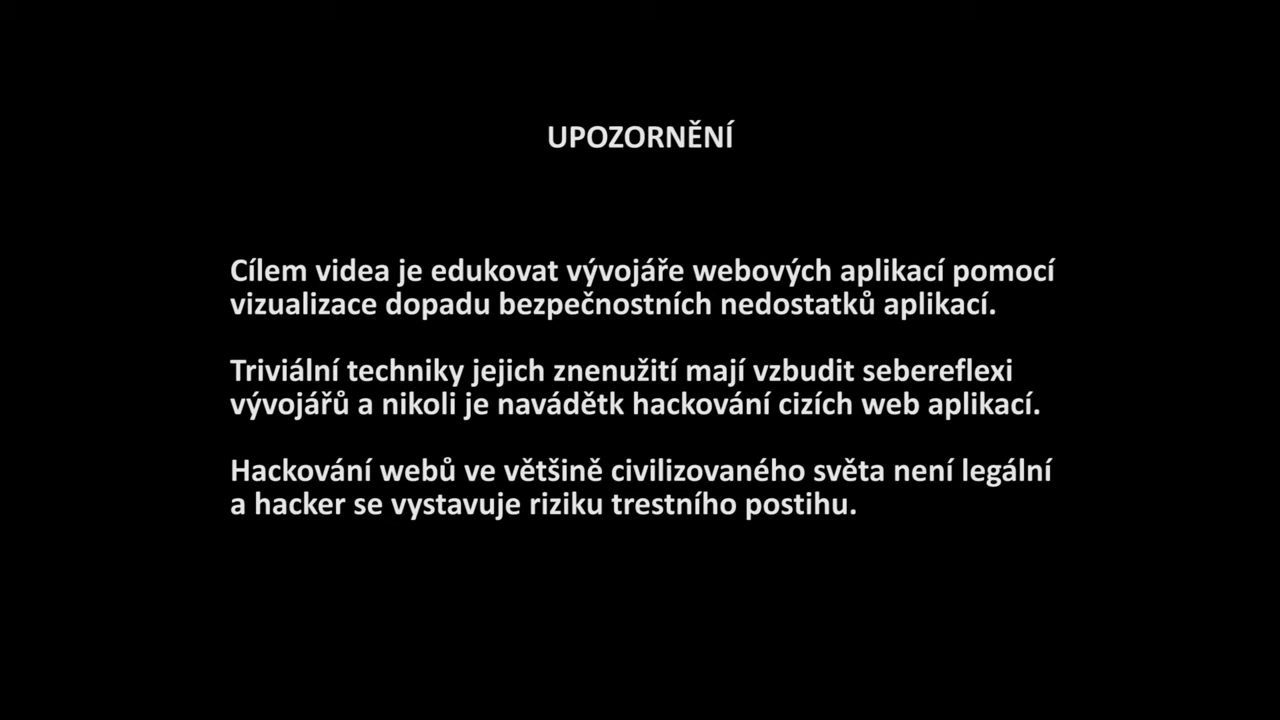 UPOZORNĚNÍ
Cílem videa je edukovat vývojáře webových aplikací pomocí
vizualizace dopadu bezpečnostních nedostatků aplikací.
Triviální techniky jejich znenužití mají vzbudit sebereflexi
vývojářů a nikoli je navádětk hackování cizích web aplikací.
Hackování webů ve většině civilizovaného světa není legální
a hacker se vystavuje riziku trestního postihu.